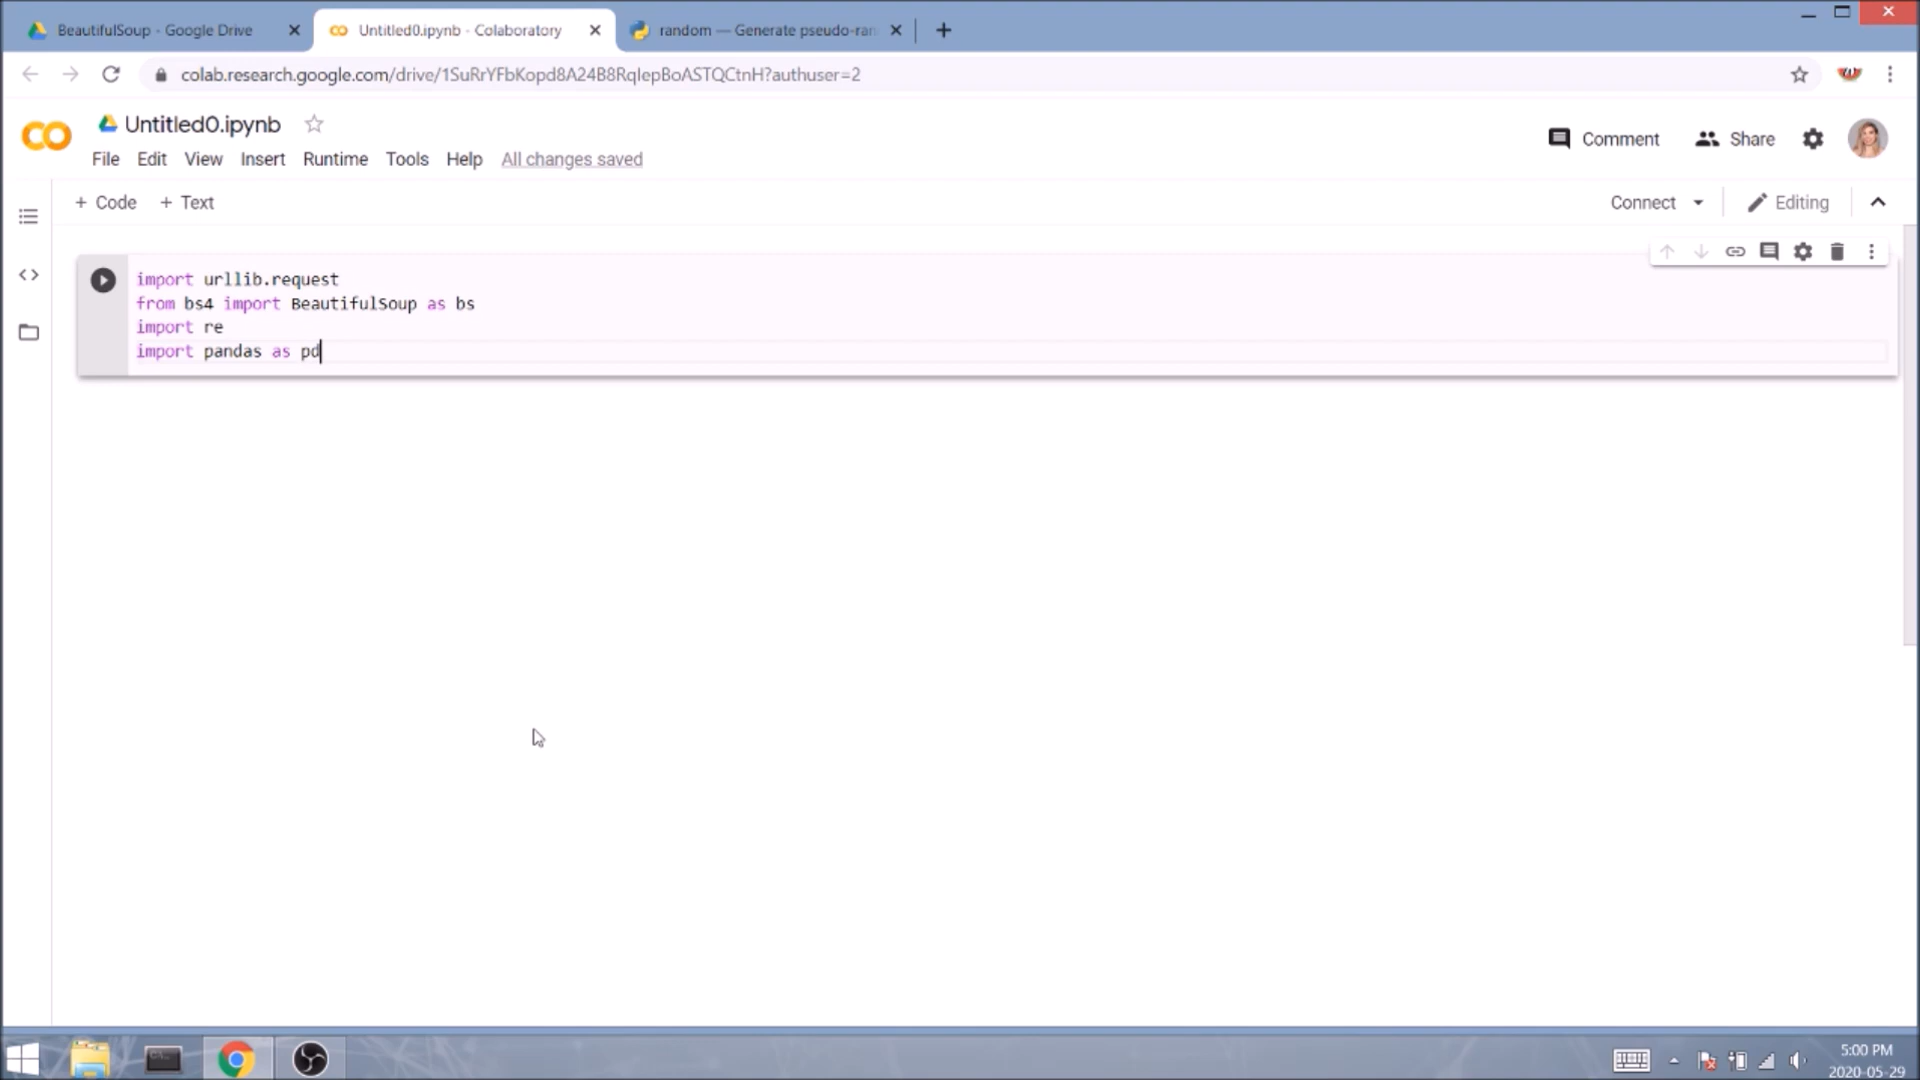 BeautifulSoup - Google Drive
Untitled0.ipynb - Colaboratory
random — Generate pseudo-ran
colab.research.google.com/drive/1SuRrYFbKopd8A24B8RqlepBoASTQCtnH?authuser=2
Untitled0.ipynb
Comment
Share
File Edit View Insert Runtime Tools Help All changes saved
+ Code + Text
Connect
Editing
import urllib.request
from bs4 import BeautifulSoup as bs
import re
import pandas as pd
5:00 PM
2020-05-29